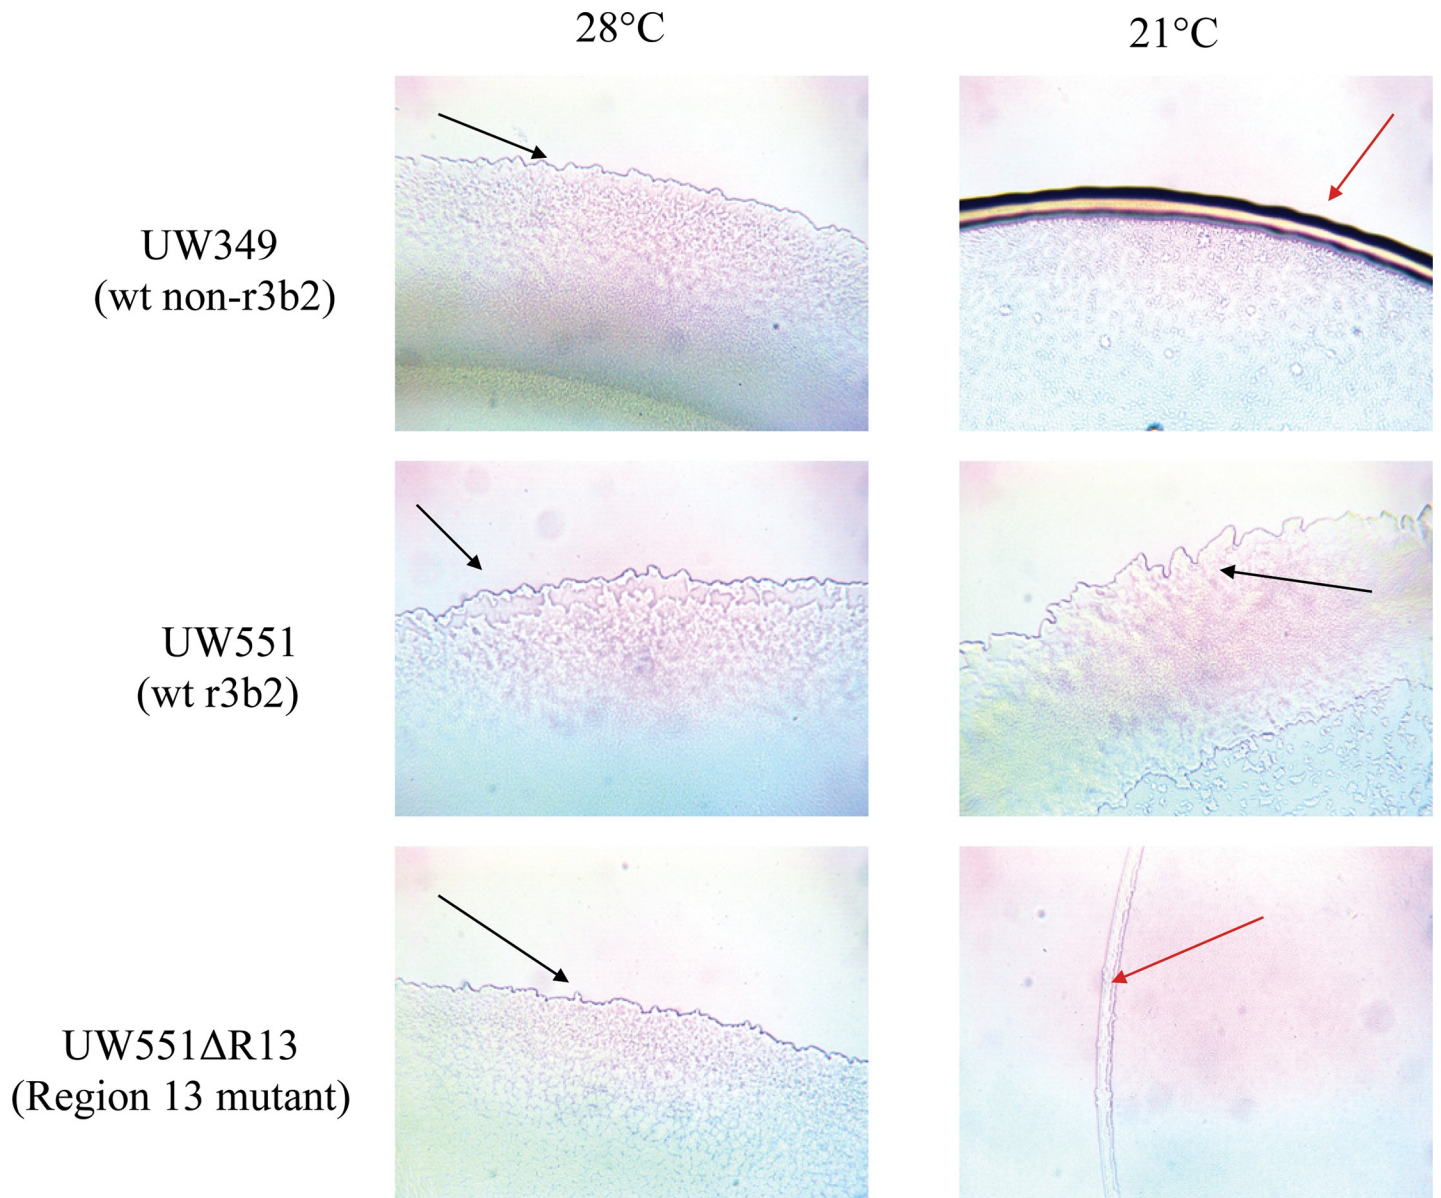 28°C
21°C
UW349
(wt non-r3b2)
UW551
(wt r3b2)
UW551ΔR13
(Region 13 mutant)